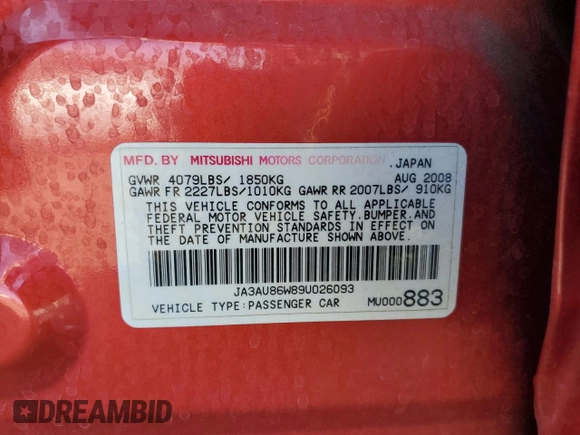 MFD. BY MITSUBISHI MOTORS CORPORATION, JAPAN
GVWR 4079LBS/ 1850KG AUG 2008
GAWR FR 2227LBS/1010KG GAWR RR 2007LBS/ 910KG
THIS VEHICLE CONFORMS TO ALL APPLICABLE
FEDERAL MOTOR VEHICLE SAFETY, BUMPER, AND
THEFT PREVENTION STANDARDS IN EFFECT ON
THE DATE OF MANUFACTURE SHOWN ABOVE.
JA3AU86W89U026093
VEHICLE TYPE:PASSENGER CAR MU000883
DREAMBID